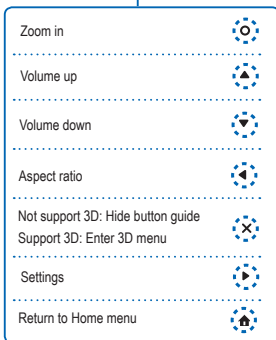 Zoom in
Volume up
Volume down
Aspect ratio
Not support 3D: Hide button guide
Support 3D: Enter 3D menu
Settings
Return to Home menu